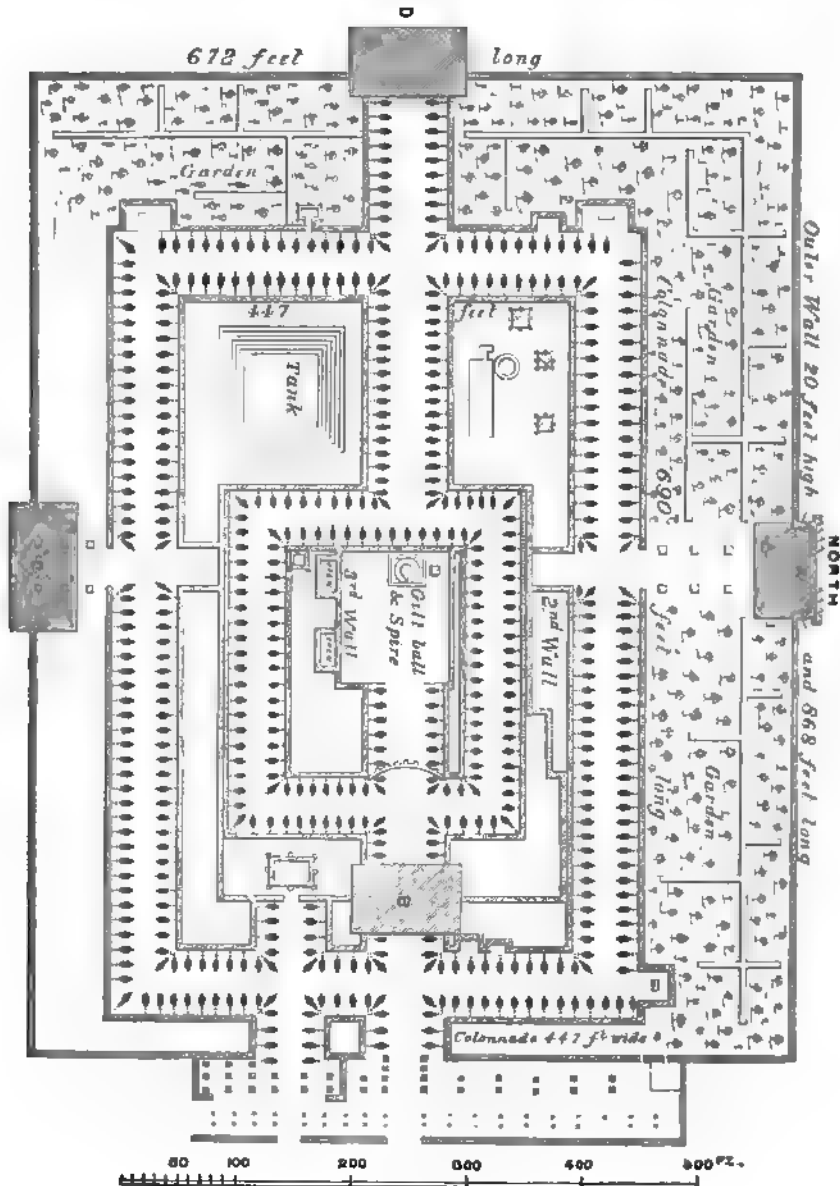 D
672 feet long
Garden
Outer Wall 20 feet high and 868 feet long
447 feet
Tank
Garden
Colonnade 690 feet long
NORTH
3rd Wall
Gilt ball
& Spire
2nd Wall
Garden
B
Colonnade 447 ft wide
50 100 200 300 400 500 FT.